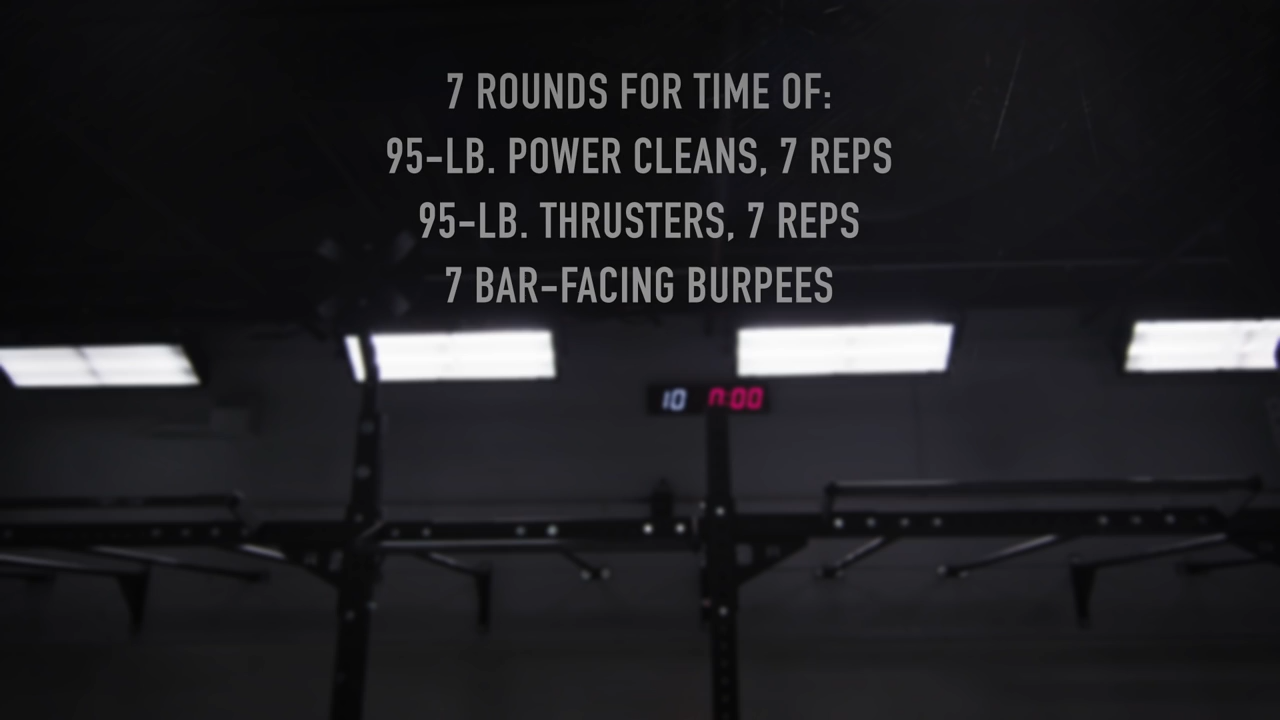 7 ROUNDS FOR TIME OF:
95-LB. POWER CLEANS, 7 REPS
95-LB. THRUSTERS, 7 REPS
7 BAR-FACING BURPEES
10 0:00